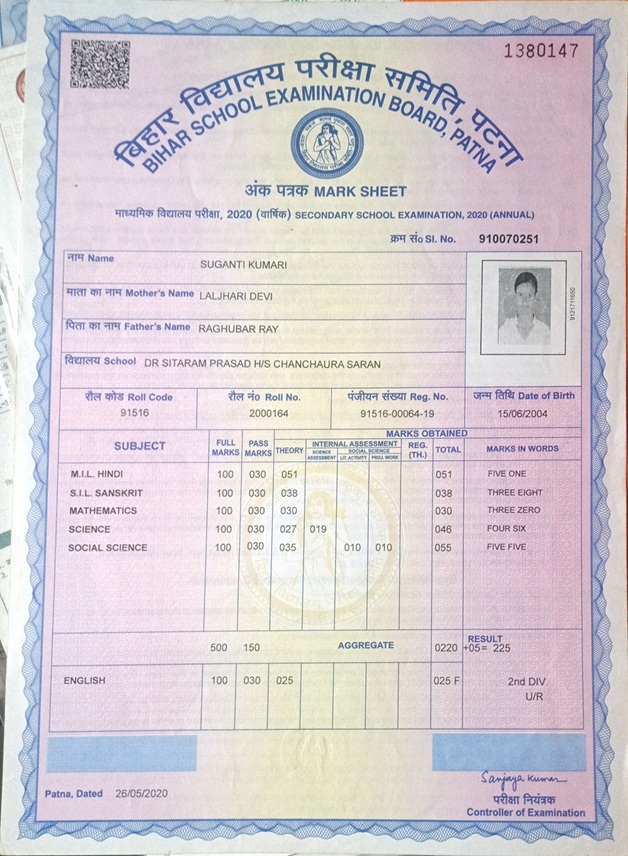 1380147
बिहार विद्यालय परीक्षा समिति, पटना
BIHAR SCHOOL EXAMINATION BOARD, PATNA
अंक पत्रक MARK SHEET
माध्यमिक विद्यालय परीक्षा, 2020 (वार्षिक) SECONDARY SCHOOL EXAMINATION, 2020 (ANNUAL)
क्रम सं० Sl. No. 910070251
नाम Name SUGANTI KUMARI
माता का नाम Mother's Name LALJHARI DEVI
पिता का नाम Father's Name RAGHUBAR RAY
9121711650
विद्यालय School DR SITARAM PRASAD H/S CHANCHAURA SARAN
रौल कोड Roll Code रौल नं० Roll No. पंजीयन संख्या Reg. No. जन्म तिथि Date of Birth
91516 2000164 91516-00064-19 15/06/2004
MARKS OBTAINED
SUBJECT FULL MARKS PASS MARKS THEORY INTERNAL ASSESSMENT SCIENCE ASSESSMENT SOCIAL SCIENCE LIT. ACTIVITY PROJ. WORK REG. (TH.) TOTAL MARKS IN WORDS
M.I.L. HINDI 100 030 051 051 FIVE ONE
S.I.L. SANSKRIT 100 030 038 038 THREE EIGHT
MATHEMATICS 100 030 030 030 THREE ZERO
SCIENCE 100 030 027 019 046 FOUR SIX
SOCIAL SCIENCE 100 030 035 010 010 055 FIVE FIVE
RESULT
500 150 AGGREGATE 0220 +05= 225
ENGLISH 100 030 025 025 F 2nd DIV.
U/R
Sanjaya Kumar
Patna, Dated 26/05/2020
परीक्षा नियंत्रक
Controller of Examination